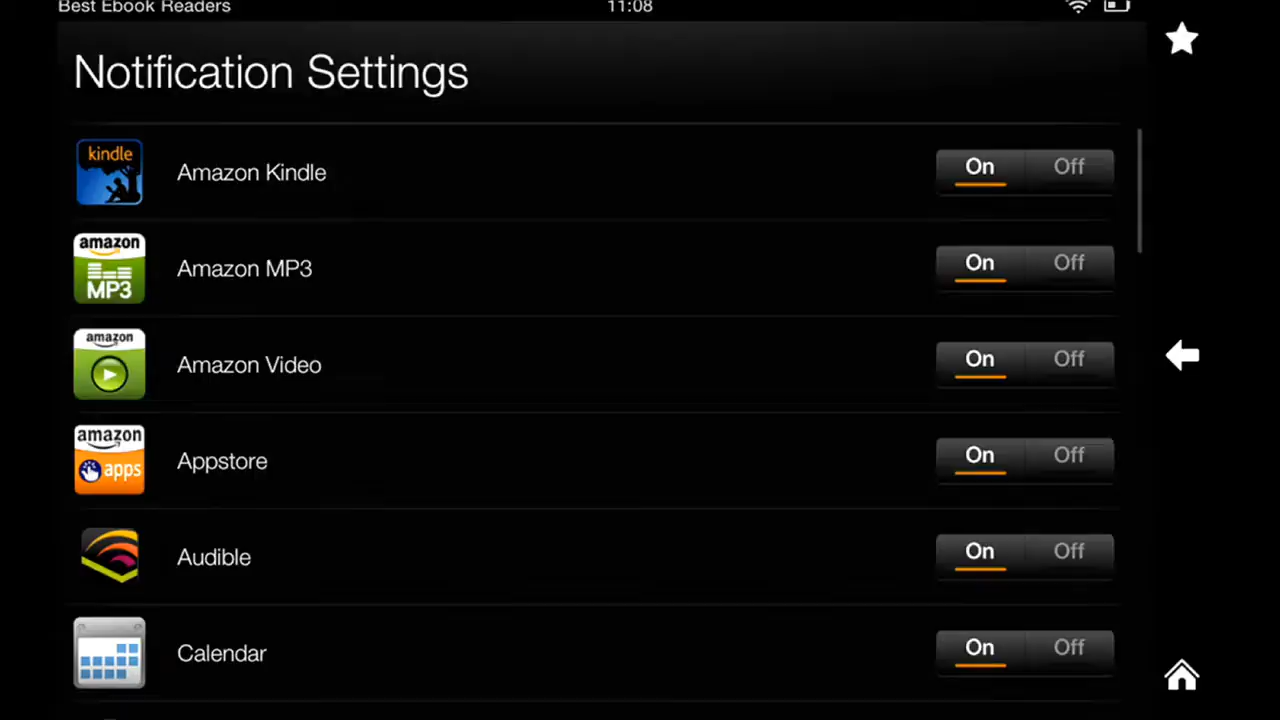 Best Ebook Readers 11:08
Notification Settings
kindle
Amazon Kindle On Off
amazon
MP3
Amazon MP3 On Off
amazon
Amazon Video On Off
amazon
apps
Appstore On Off
Audible On Off
Calendar On Off